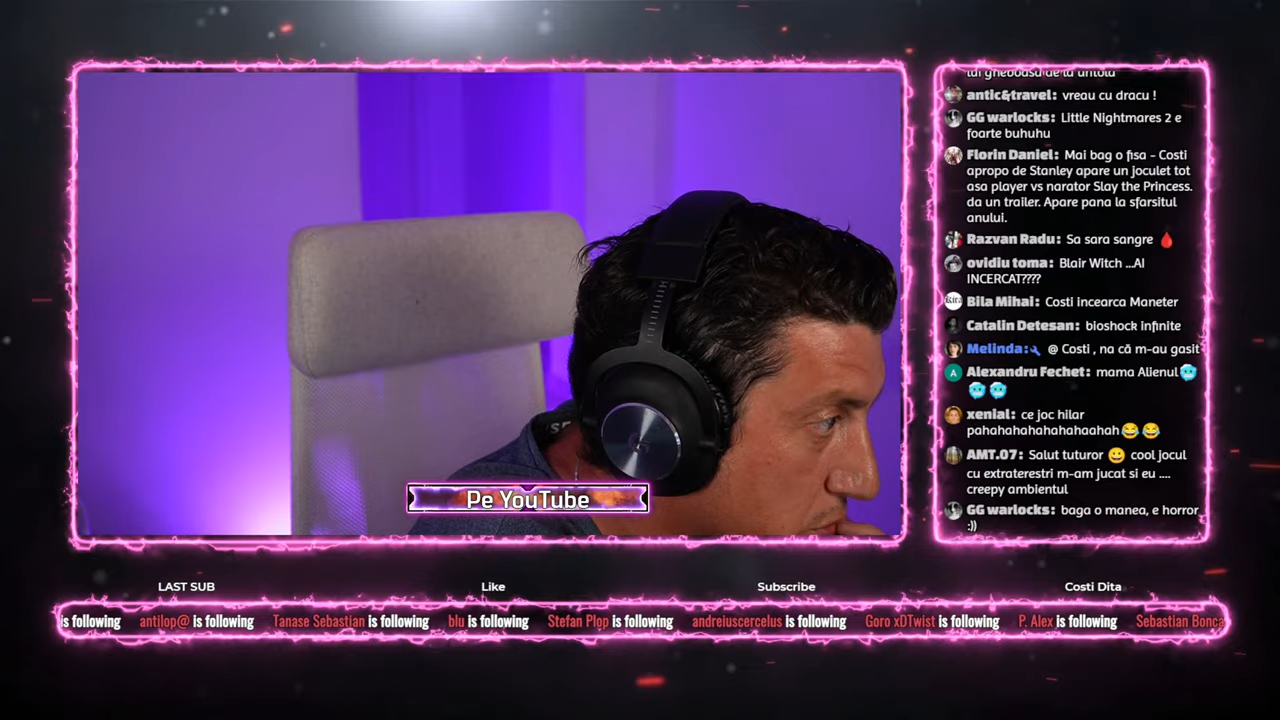 lui gheboasa de la untold
antic&travel: vreau cu dracu !
GG warlocks: Little Nightmares 2 e
foarte buhuhu
Florin Daniel: Mai bag o fisa - Costi
apropo de Stanley apare un joculet tot
asa player vs narator Slay the Princess.
da un trailer. Apare pana la sfarsitul
anului.
Razvan Radu: Sa sara sangre 🩸
ovidiu toma: Blair Witch ...AI
INCERCAT????
Bila Mihai: Costi incearca Maneter
Catalin Detesan: bioshock infinite
Melinda:🔧 @ Costi , na că m-au gasit
Alexandru Fechet: mama Alienul🥶
🥶 🥶
xenial: ce joc hilar
pahahahahahahahaahah😂 😂
AMT.07: Salut tuturor 😀 cool jocul
cu extraterestri m-am jucat si eu ....
creepy ambientul
GG warlocks: baga o manea, e horror
:))
Pe YouTube
LAST SUB
Like
Subscribe
Costi Dita
is following antilop@ is following Tanase Sebastian is following blu is following Stefan Plop is following andreiuscercelus is following Goro xDTwist is following P. Alex is following Sebastian Bonca